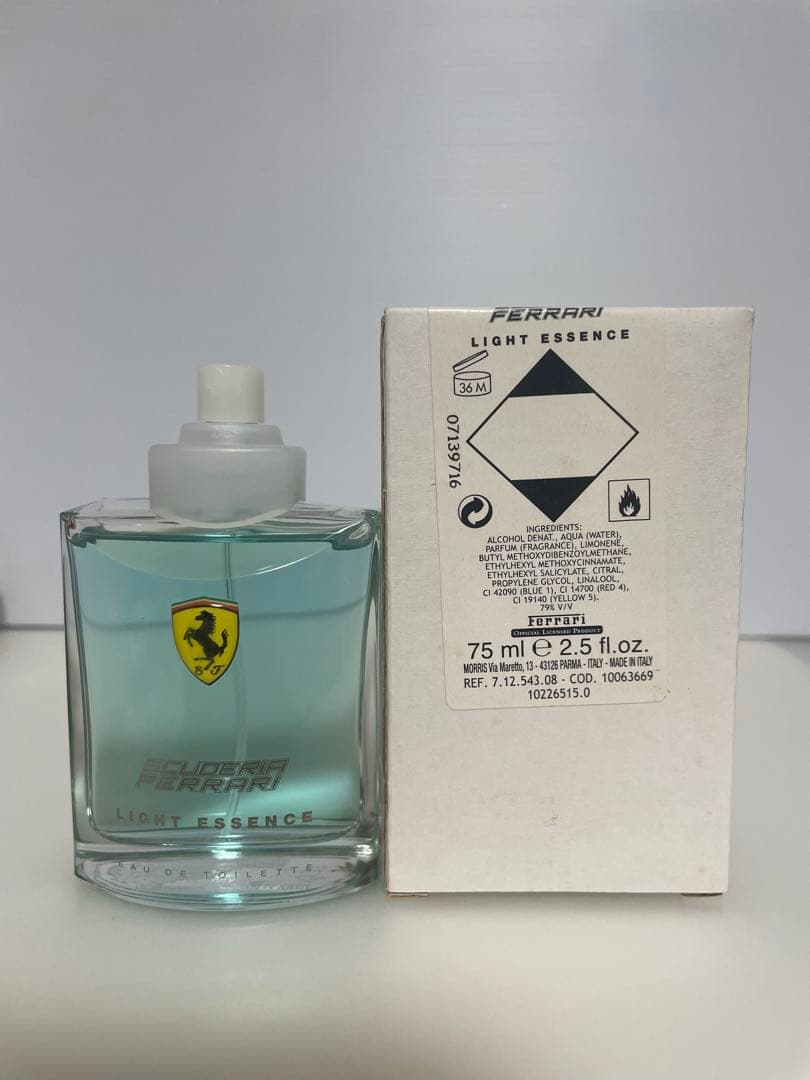 FERRARI
LIGHT ESSENCE
36 M
07139716
INGREDIENTS:
ALCOHOL DENAT., AQUA (WATER),
PARFUM (FRAGRANCE), LIMONENE,
BUTYL METHOXYDIBENZOYLMETHANE,
ETHYLHEXYL METHOXYCINNAMATE,
ETHYLHEXYL SALICYLATE, CITRAL,
PROPYLENE GLYCOL, LINALOOL,
CI 42090 (BLUE 1), CI 14700 (RED 4),
CI 19140 (YELLOW 5).
79% V/V
Ferrari
OFFICIAL LICENSED PRODUCT
75 ml e 2.5 fl.oz.
MORRIS Via Maretto, 13 - 43126 PARMA - ITALY - MADE IN ITALY
REF. 7.12.543.08 - COD. 10063669
10226515.0
S F
SCUDERIA
FERRARI
LIGHT ESSENCE
EAU DE TOILETTE